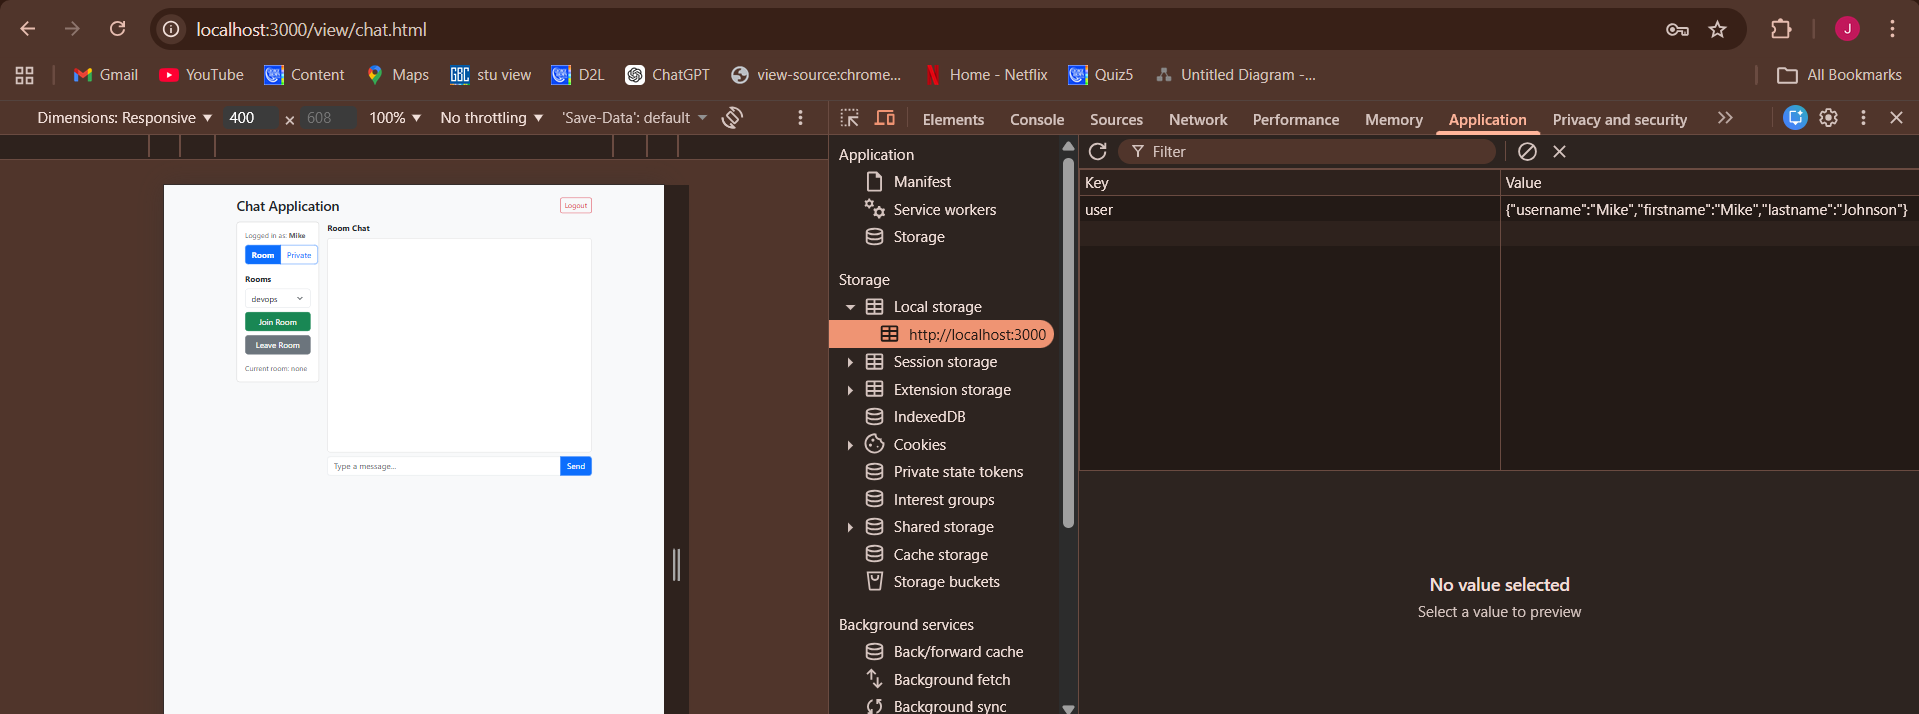 localhost:3000/view/chat.html
J
Gmail YouTube Content Maps GBC stu view D2L ChatGPT view-source:chrome... Home - Netflix Quiz5 Untitled Diagram -... All Bookmarks
Dimensions: Responsive 400 × 608 100% No throttling 'Save-Data': default
Elements Console Sources Network Performance Memory Application Privacy and security
Chat Application
Logout
Logged in as: Mike
Room Private
Rooms
devops
Join Room
Leave Room
Current room: none
Room Chat
Type a message...
Send
Application
Manifest
Service workers
Storage
Storage
Local storage
http://localhost:3000
Session storage
Extension storage
IndexedDB
Cookies
Private state tokens
Interest groups
Shared storage
Cache storage
Storage buckets
Background services
Back/forward cache
Background fetch
Background sync
Filter
Key Value
user {"username":"Mike","firstname":"Mike","lastname":"Johnson"}
No value selected
Select a value to preview